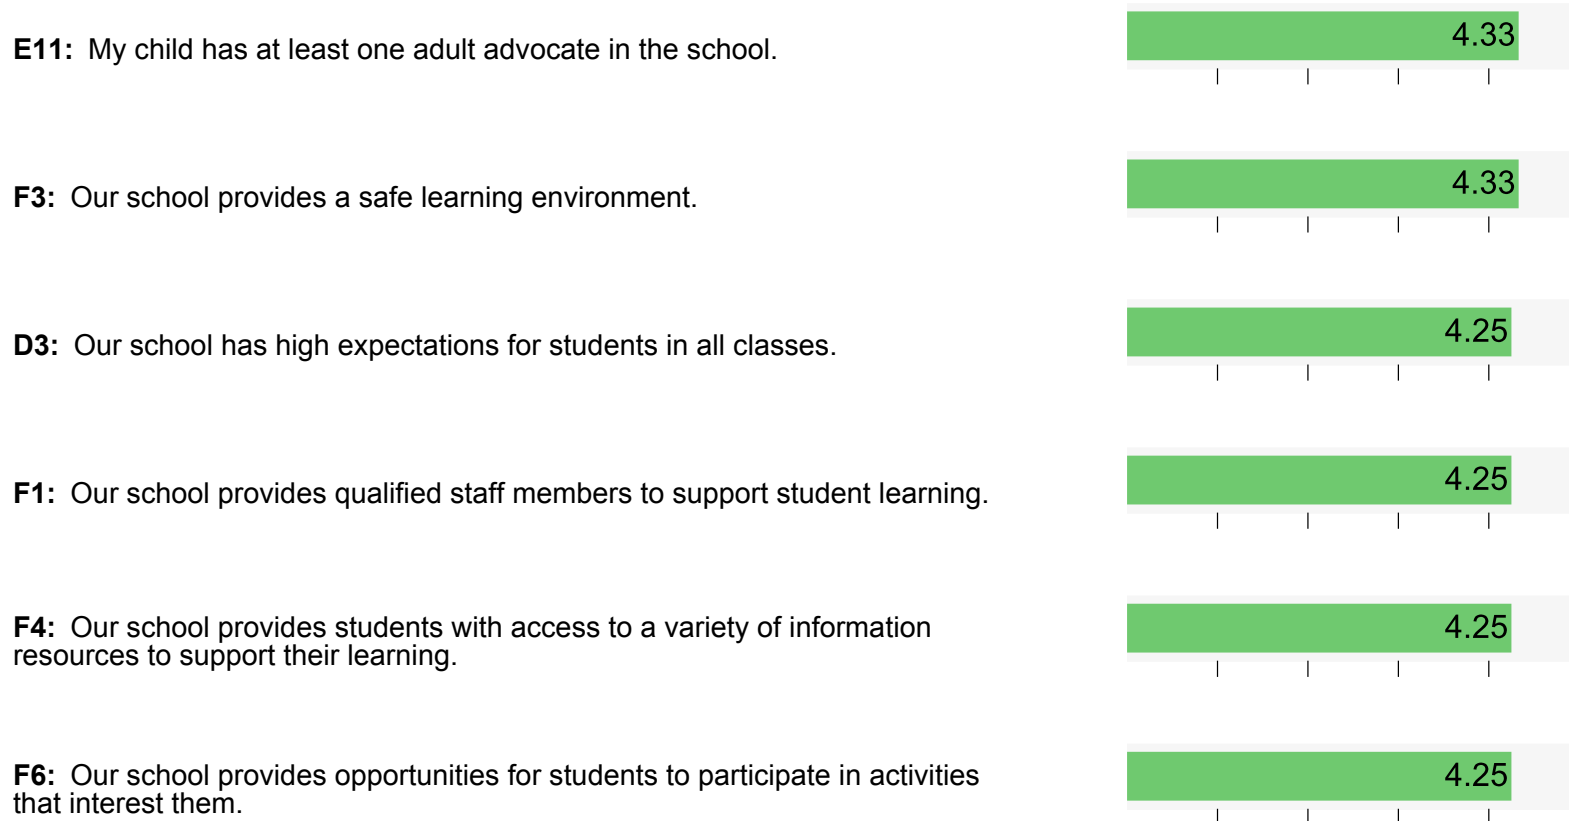 E11: My child has at least one adult advocate in the school.
4.33
F3: Our school provides a safe learning environment.
4.33
D3: Our school has high expectations for students in all classes.
4.25
F1: Our school provides qualified staff members to support student learning.
4.25
F4: Our school provides students with access to a variety of information
resources to support their learning.
4.25
F6: Our school provides opportunities for students to participate in activities
that interest them.
4.25